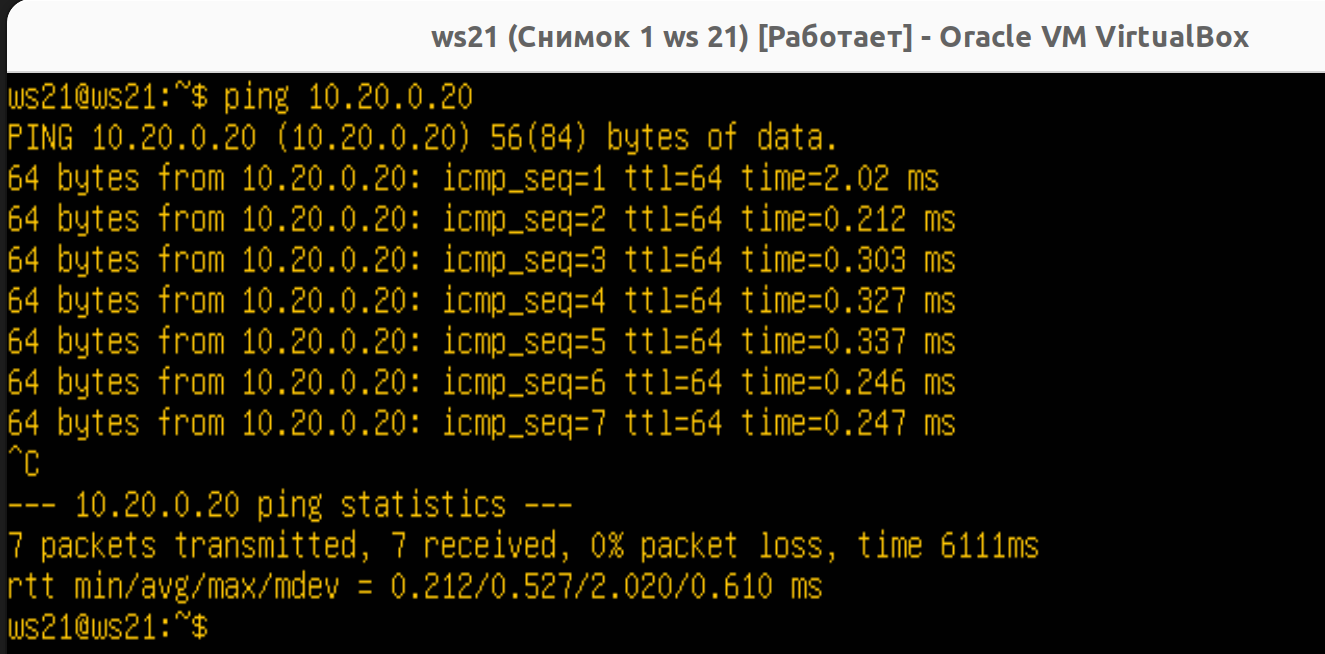 ws21 (Снимок 1 ws 21) [Работает] - Oracle VM VirtualBox
ws21@ws21:~$ ping 10.20.0.20
PING 10.20.0.20 (10.20.0.20) 56(84) bytes of data.
64 bytes from 10.20.0.20: icmp_seq=1 ttl=64 time=2.02 ms
64 bytes from 10.20.0.20: icmp_seq=2 ttl=64 time=0.212 ms
64 bytes from 10.20.0.20: icmp_seq=3 ttl=64 time=0.303 ms
64 bytes from 10.20.0.20: icmp_seq=4 ttl=64 time=0.327 ms
64 bytes from 10.20.0.20: icmp_seq=5 ttl=64 time=0.337 ms
64 bytes from 10.20.0.20: icmp_seq=6 ttl=64 time=0.246 ms
64 bytes from 10.20.0.20: icmp_seq=7 ttl=64 time=0.247 ms
^C
--- 10.20.0.20 ping statistics ---
7 packets transmitted, 7 received, 0% packet loss, time 6111ms
rtt min/avg/max/mdev = 0.212/0.527/2.020/0.610 ms
ws21@ws21:~$